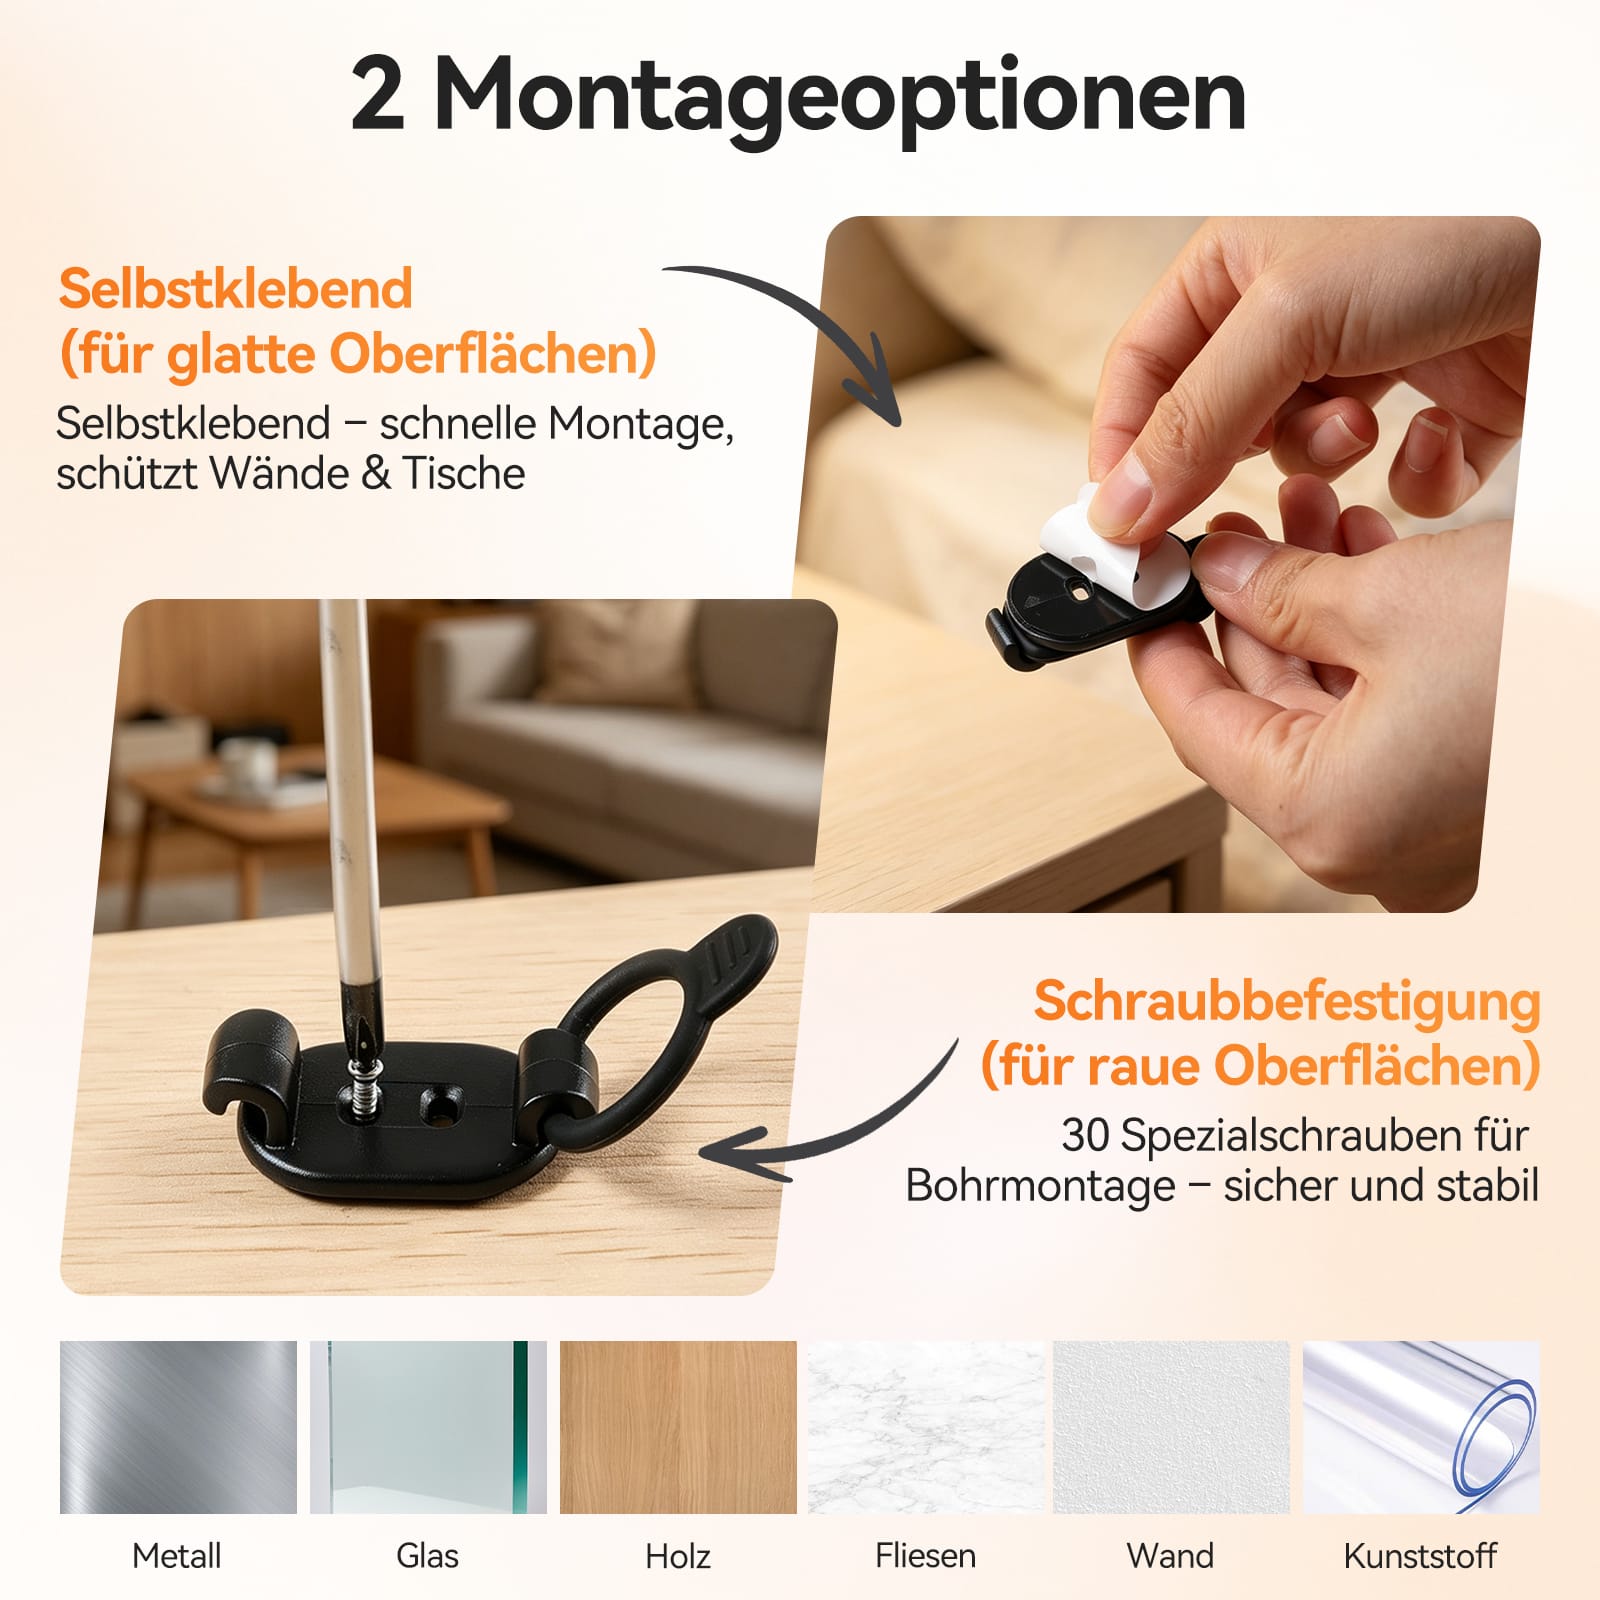 2 Montageoptionen
Selbstklebend
(für glatte Oberflächen)
Selbstklebend – schnelle Montage,
schützt Wände & Tische
Schraubbefestigung
(für raue Oberflächen)
30 Spezialschrauben für
Bohrmontage – sicher und stabil
Metall
Glas
Holz
Fliesen
Wand
Kunststoff